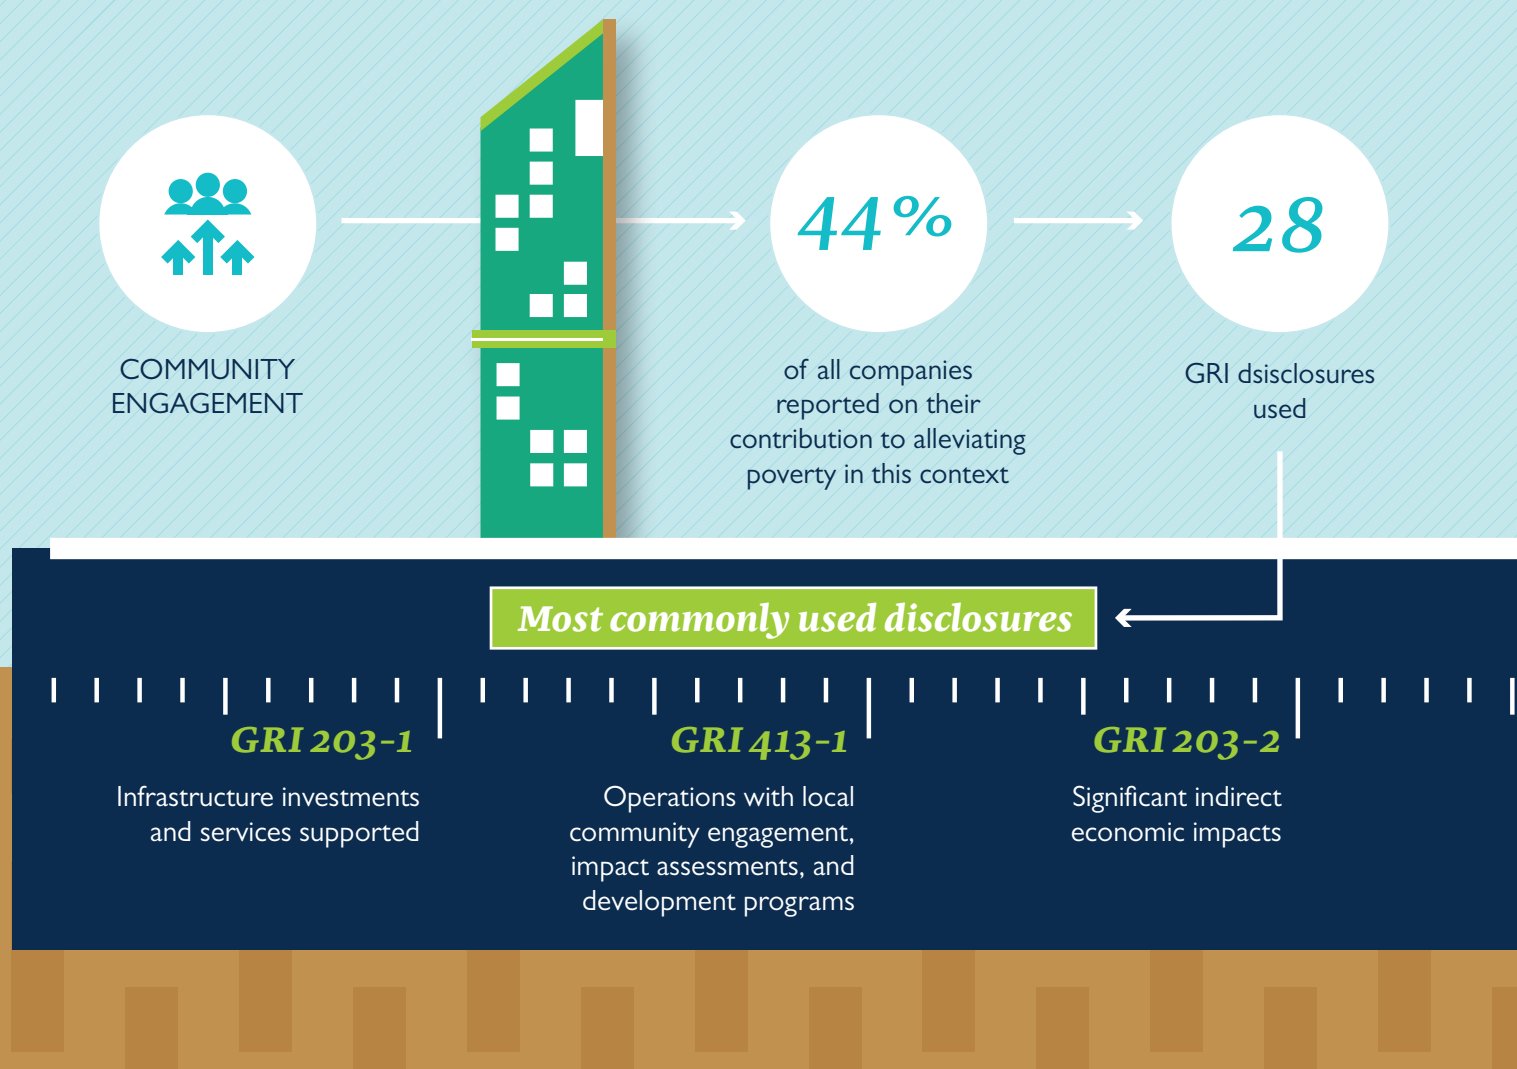 COMMUNITY
ENGAGEMENT
44%
of all companies
reported on their
contribution to alleviating
poverty in this context
28
GRI dsisclosures
used
Most commonly used disclosures
GRI 203-1
Infrastructure investments
and services supported
GRI 413-1
Operations with local
community engagement,
impact assessments, and
development programs
GRI 203-2
Significant indirect
economic impacts